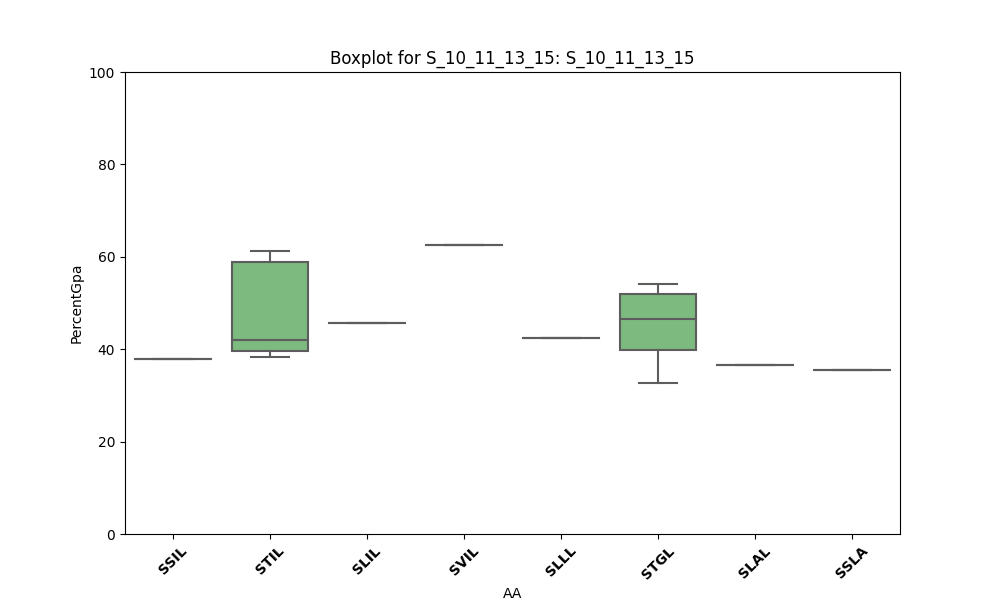 Boxplot for S_10_11_13_15: S_10_11_13_15
100
80
60
40
20
0
PercentGpa
SSIL STIL SLIL SVIL SLLL STGL SLAL SSLA
AA